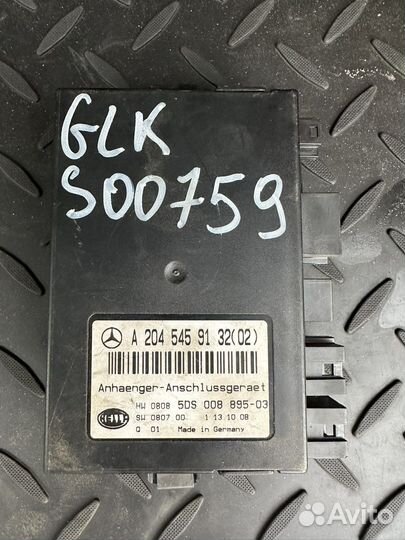 GLK
S00759
A 204 545 91 32(02)
Anhaenger-Anschlussgeraet
HW 0808 5DS 008 895-03
SW 0807 00 1 13 10 08
Q 01 Made in Germany
HELLA
Avito